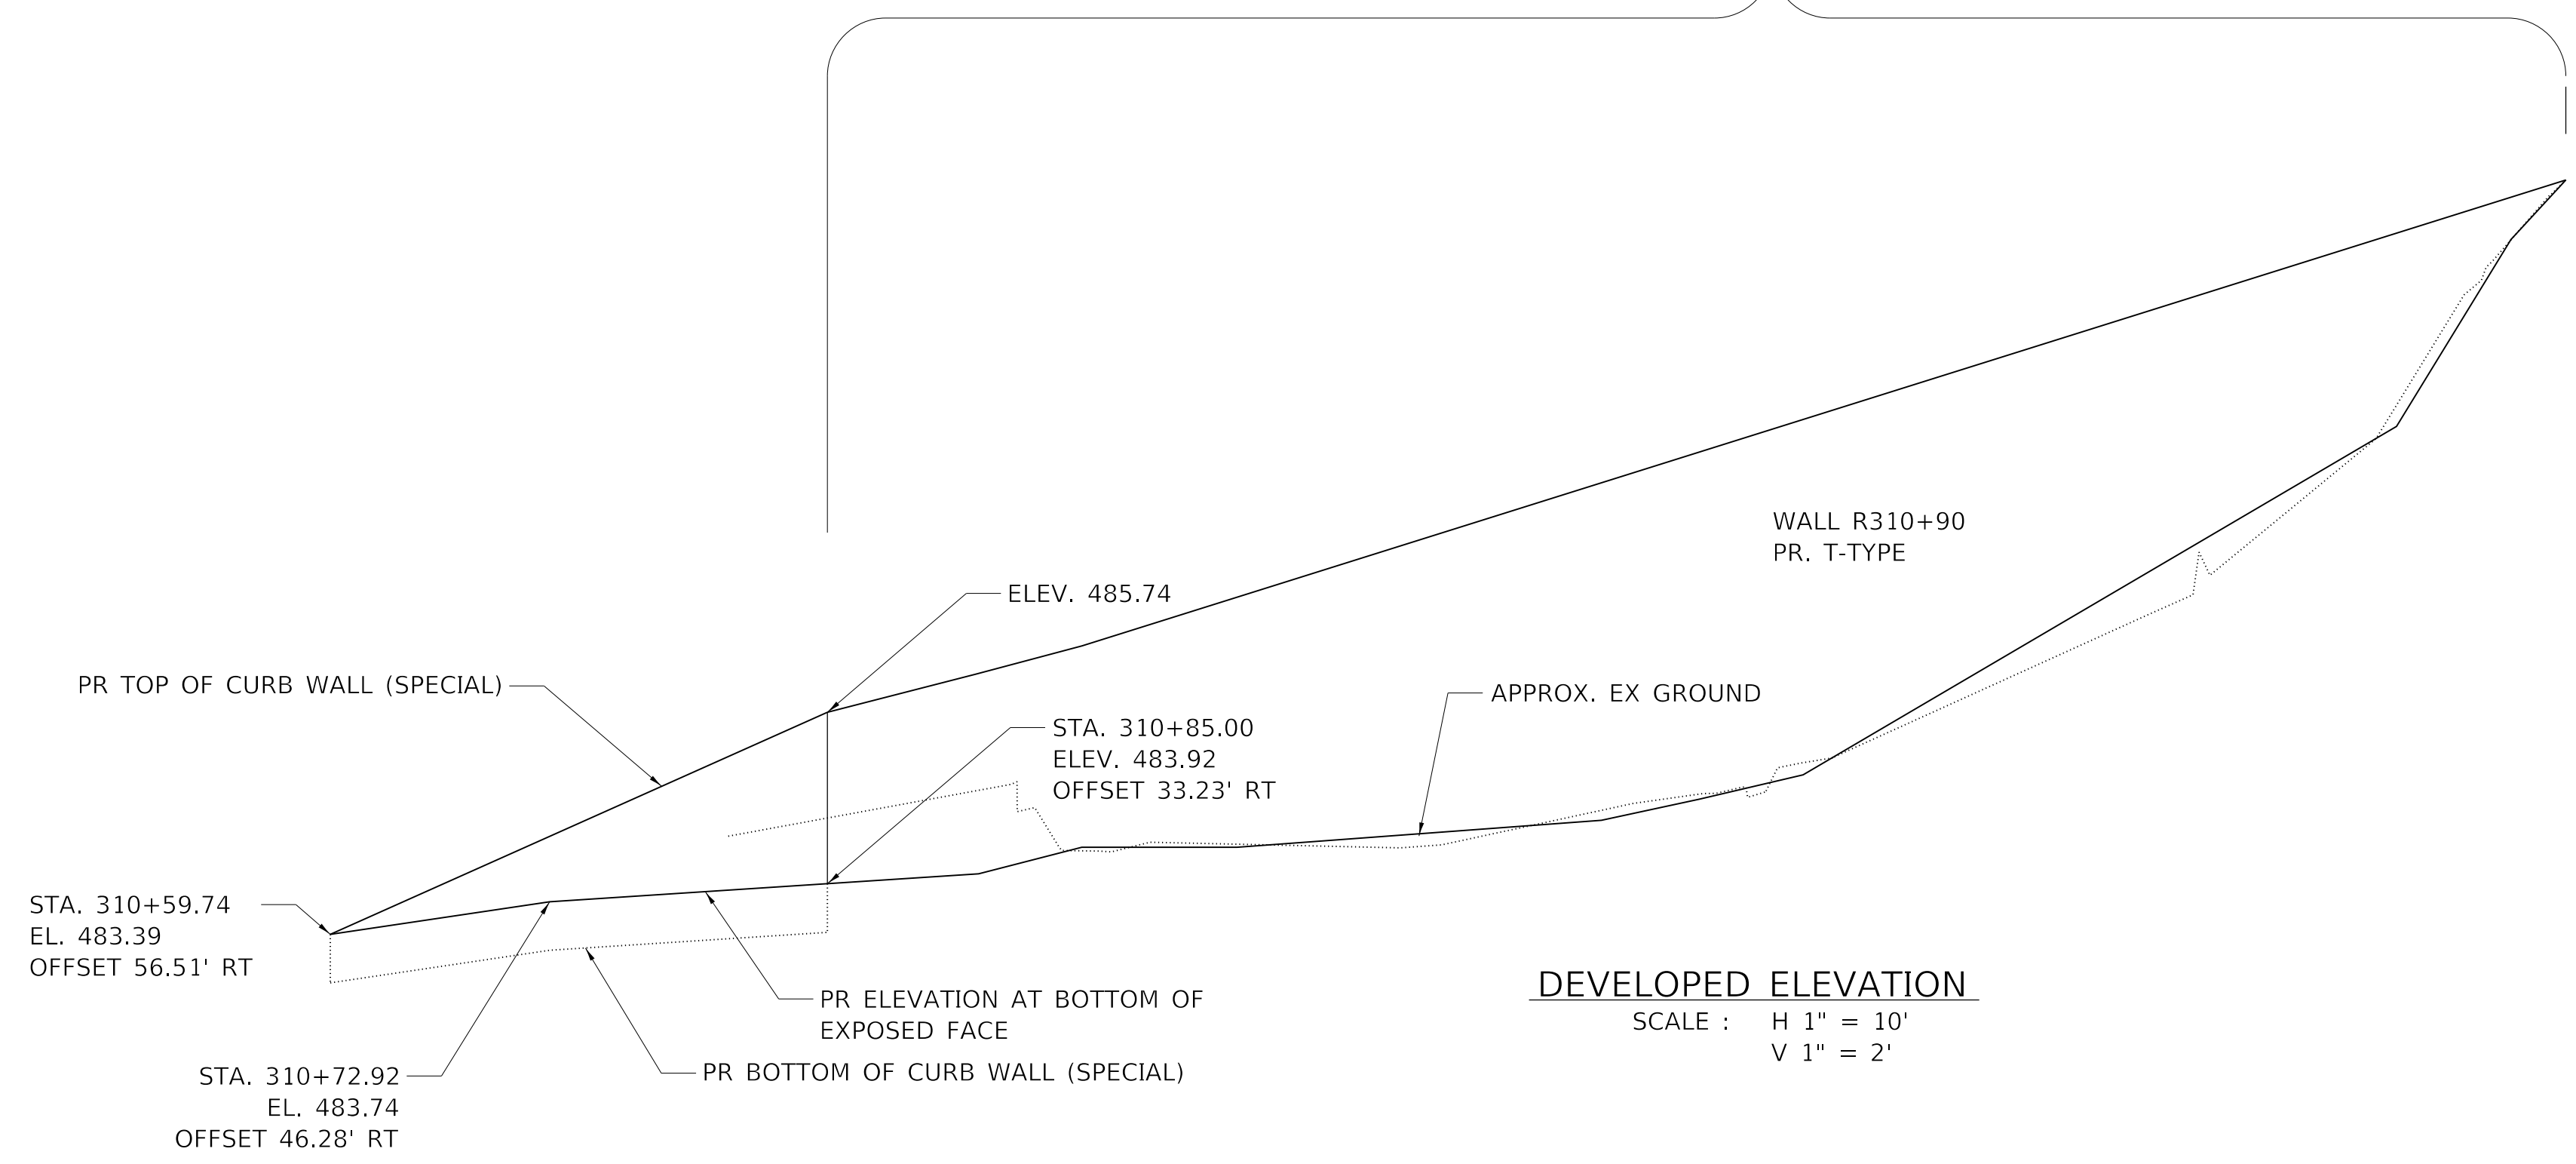 WALL R310+90
PR. T-TYPE
ELEV. 485.74
PR TOP OF CURB WALL (SPECIAL)
APPROX. EX GROUND
STA. 310+85.00
ELEV. 483.92
OFFSET 33.23' RT
STA. 310+59.74
EL. 483.39
OFFSET 56.51' RT
PR ELEVATION AT BOTTOM OF
EXPOSED FACE
PR BOTTOM OF CURB WALL (SPECIAL)
STA. 310+72.92
EL. 483.74
OFFSET 46.28' RT
DEVELOPED ELEVATION
SCALE : H 1" = 10'
V 1" = 2'